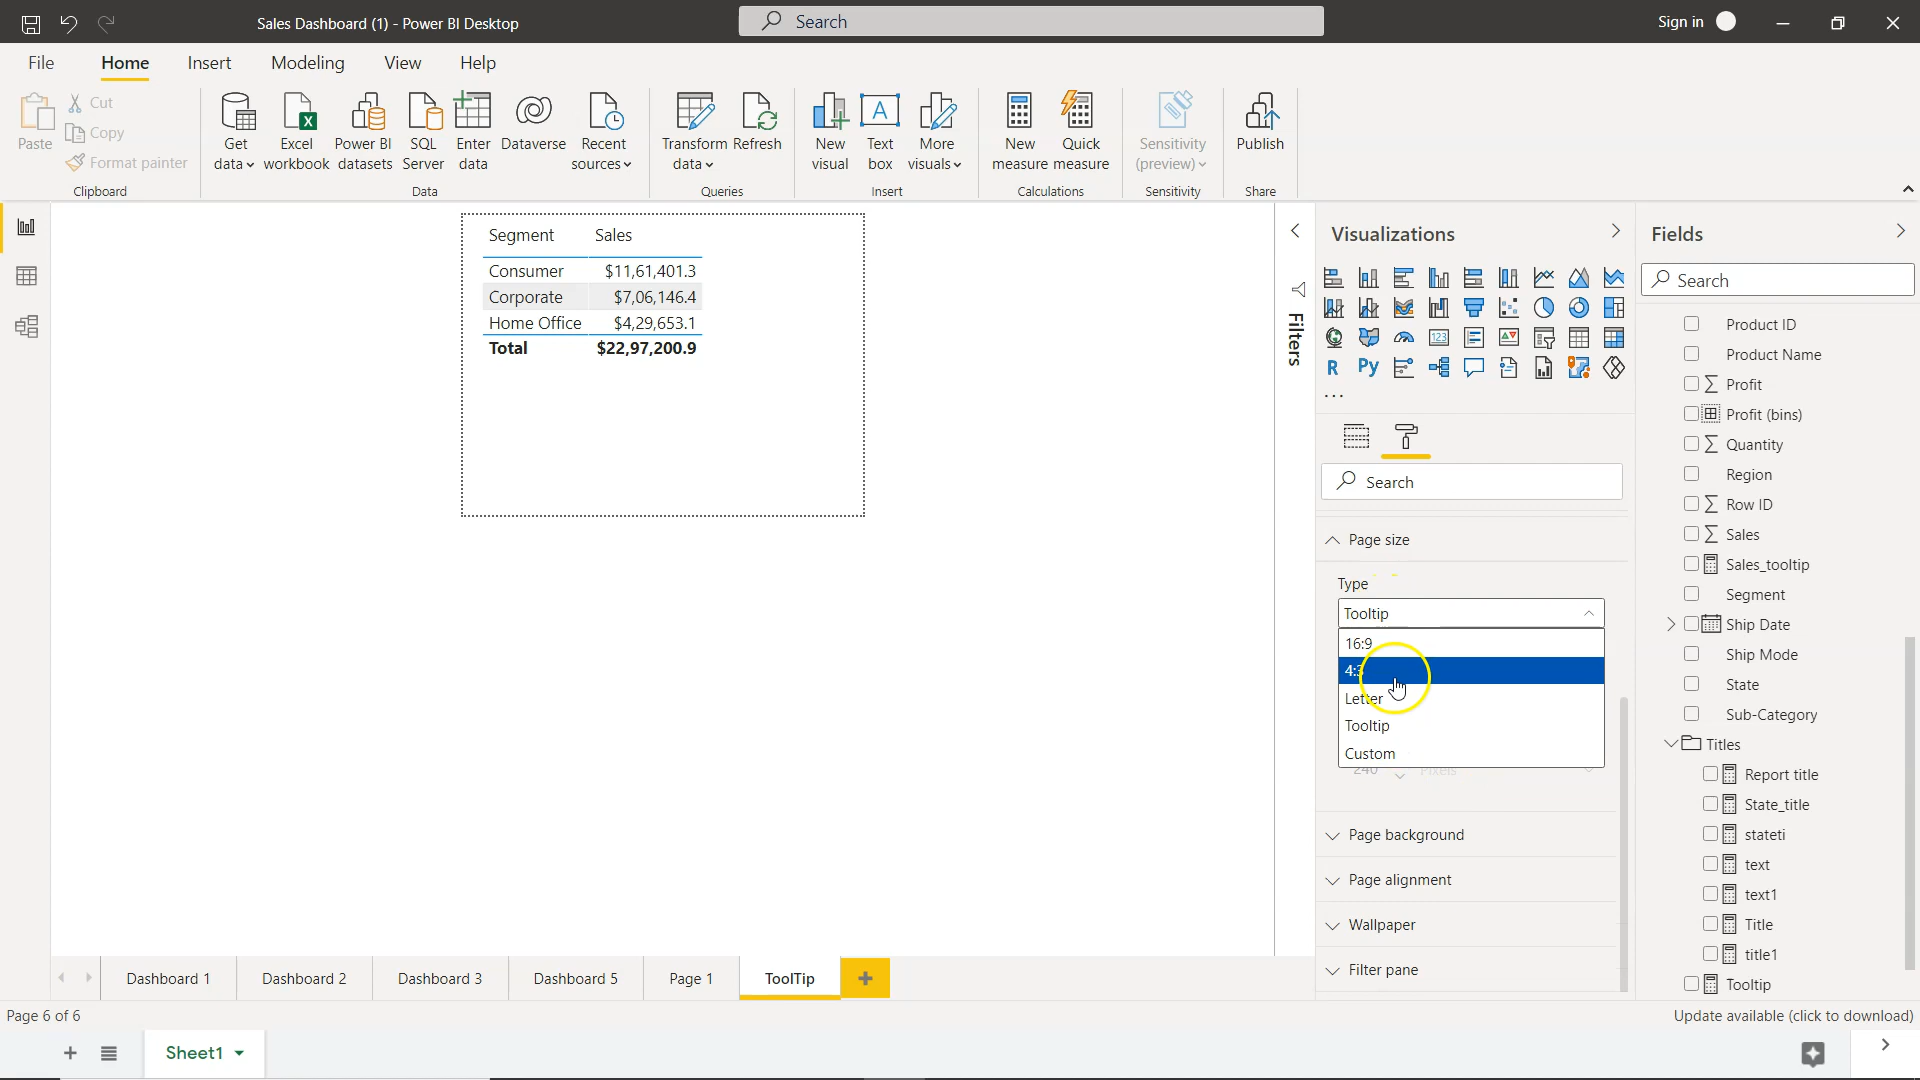 Sales Dashboard (1) - Power BI Desktop
Search
Sign in
File
Home
Insert
Modeling
View
Help
Paste
Cut
Copy
Format painter
Clipboard
Get data
Excel workbook
Power BI datasets
SQL Server
Enter data
Dataverse
Recent sources
Data
Transform data
Refresh
Queries
New visual
Text box
More visuals
Insert
New measure
Quick measure
Calculations
Sensitivity (preview)
Sensitivity
Publish
Share
Segment Sales
Consumer $11,61,401.3
Corporate $7,06,146.4
Home Office $4,29,653.1
Total $22,97,200.9
Filters
Visualizations
R
Py
123
...
Search
Page size
Type
Tooltip
16:9
4:3
Letter
Tooltip
Custom
240 Pixels
Page background
Page alignment
Wallpaper
Filter pane
Fields
Search
Product ID
Product Name
Profit
Profit (bins)
Quantity
Region
Row ID
Sales
Sales_tooltip
Segment
Ship Date
Ship Mode
State
Sub-Category
Titles
Report title
State_title
stateti
text
text1
Title
title1
Tooltip
Dashboard 1
Dashboard 2
Dashboard 3
Dashboard 5
Page 1
ToolTip
Page 6 of 6
Update available (click to download)
Sheet1